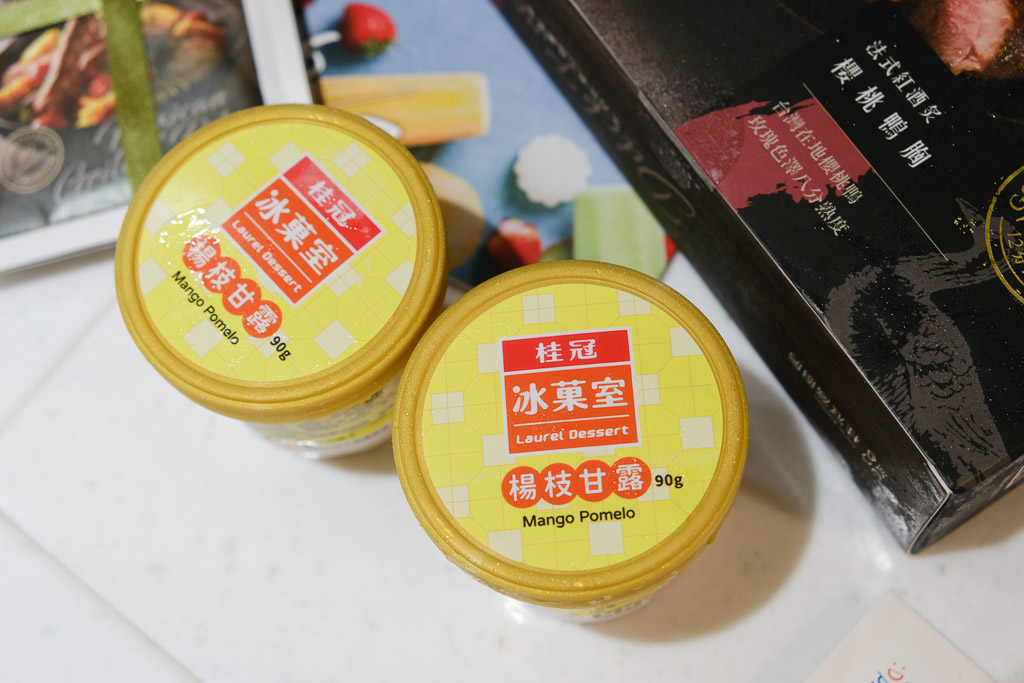 桂冠
冰菓室
Laurel Dessert
楊枝甘露
90g
Mango Pomelo
桂冠
冰菓室
Laurel Dessert
楊枝甘露 90g
Mango Pomelo
法式紅酒炙
櫻桃鴨胸
台灣在地櫻桃鴨
玫瑰色澤八分熟度